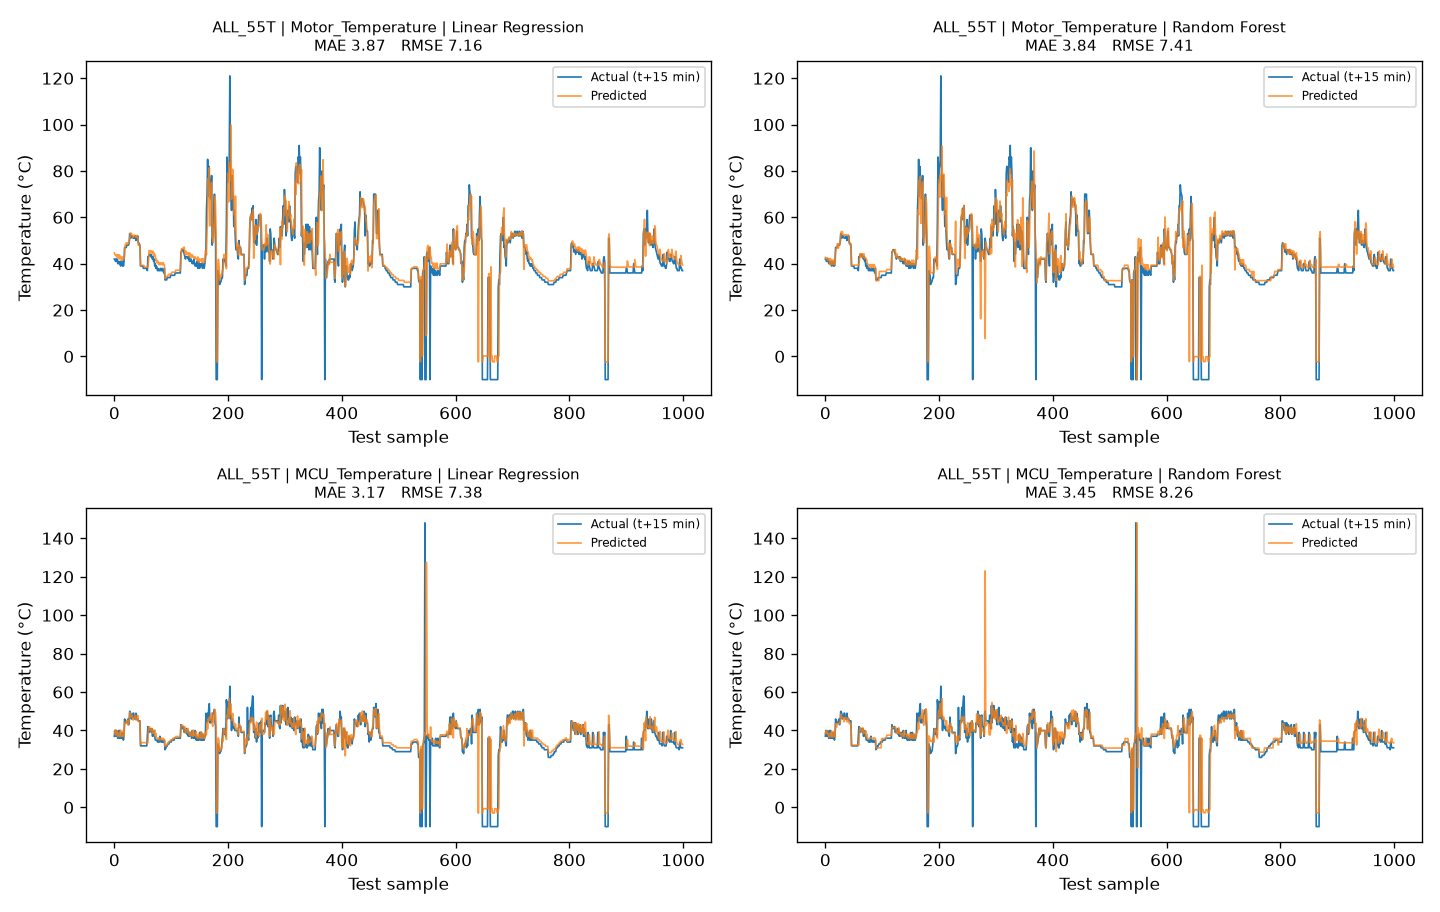 ALL_55T | Motor_Temperature | Linear Regression
MAE 3.87 RMSE 7.16
Actual (t+15 min)
Predicted
Temperature (°C)
120
100
80
60
40
20
0
0 200 400 600 800 1000
Test sample
ALL_55T | Motor_Temperature | Random Forest
MAE 3.84 RMSE 7.41
Actual (t+15 min)
Predicted
Temperature (°C)
120
100
80
60
40
20
0
0 200 400 600 800 1000
Test sample
ALL_55T | MCU_Temperature | Linear Regression
MAE 3.17 RMSE 7.38
Actual (t+15 min)
Predicted
Temperature (°C)
140
120
100
80
60
40
20
0
0 200 400 600 800 1000
Test sample
ALL_55T | MCU_Temperature | Random Forest
MAE 3.45 RMSE 8.26
Actual (t+15 min)
Predicted
Temperature (°C)
140
120
100
80
60
40
20
0
0 200 400 600 800 1000
Test sample